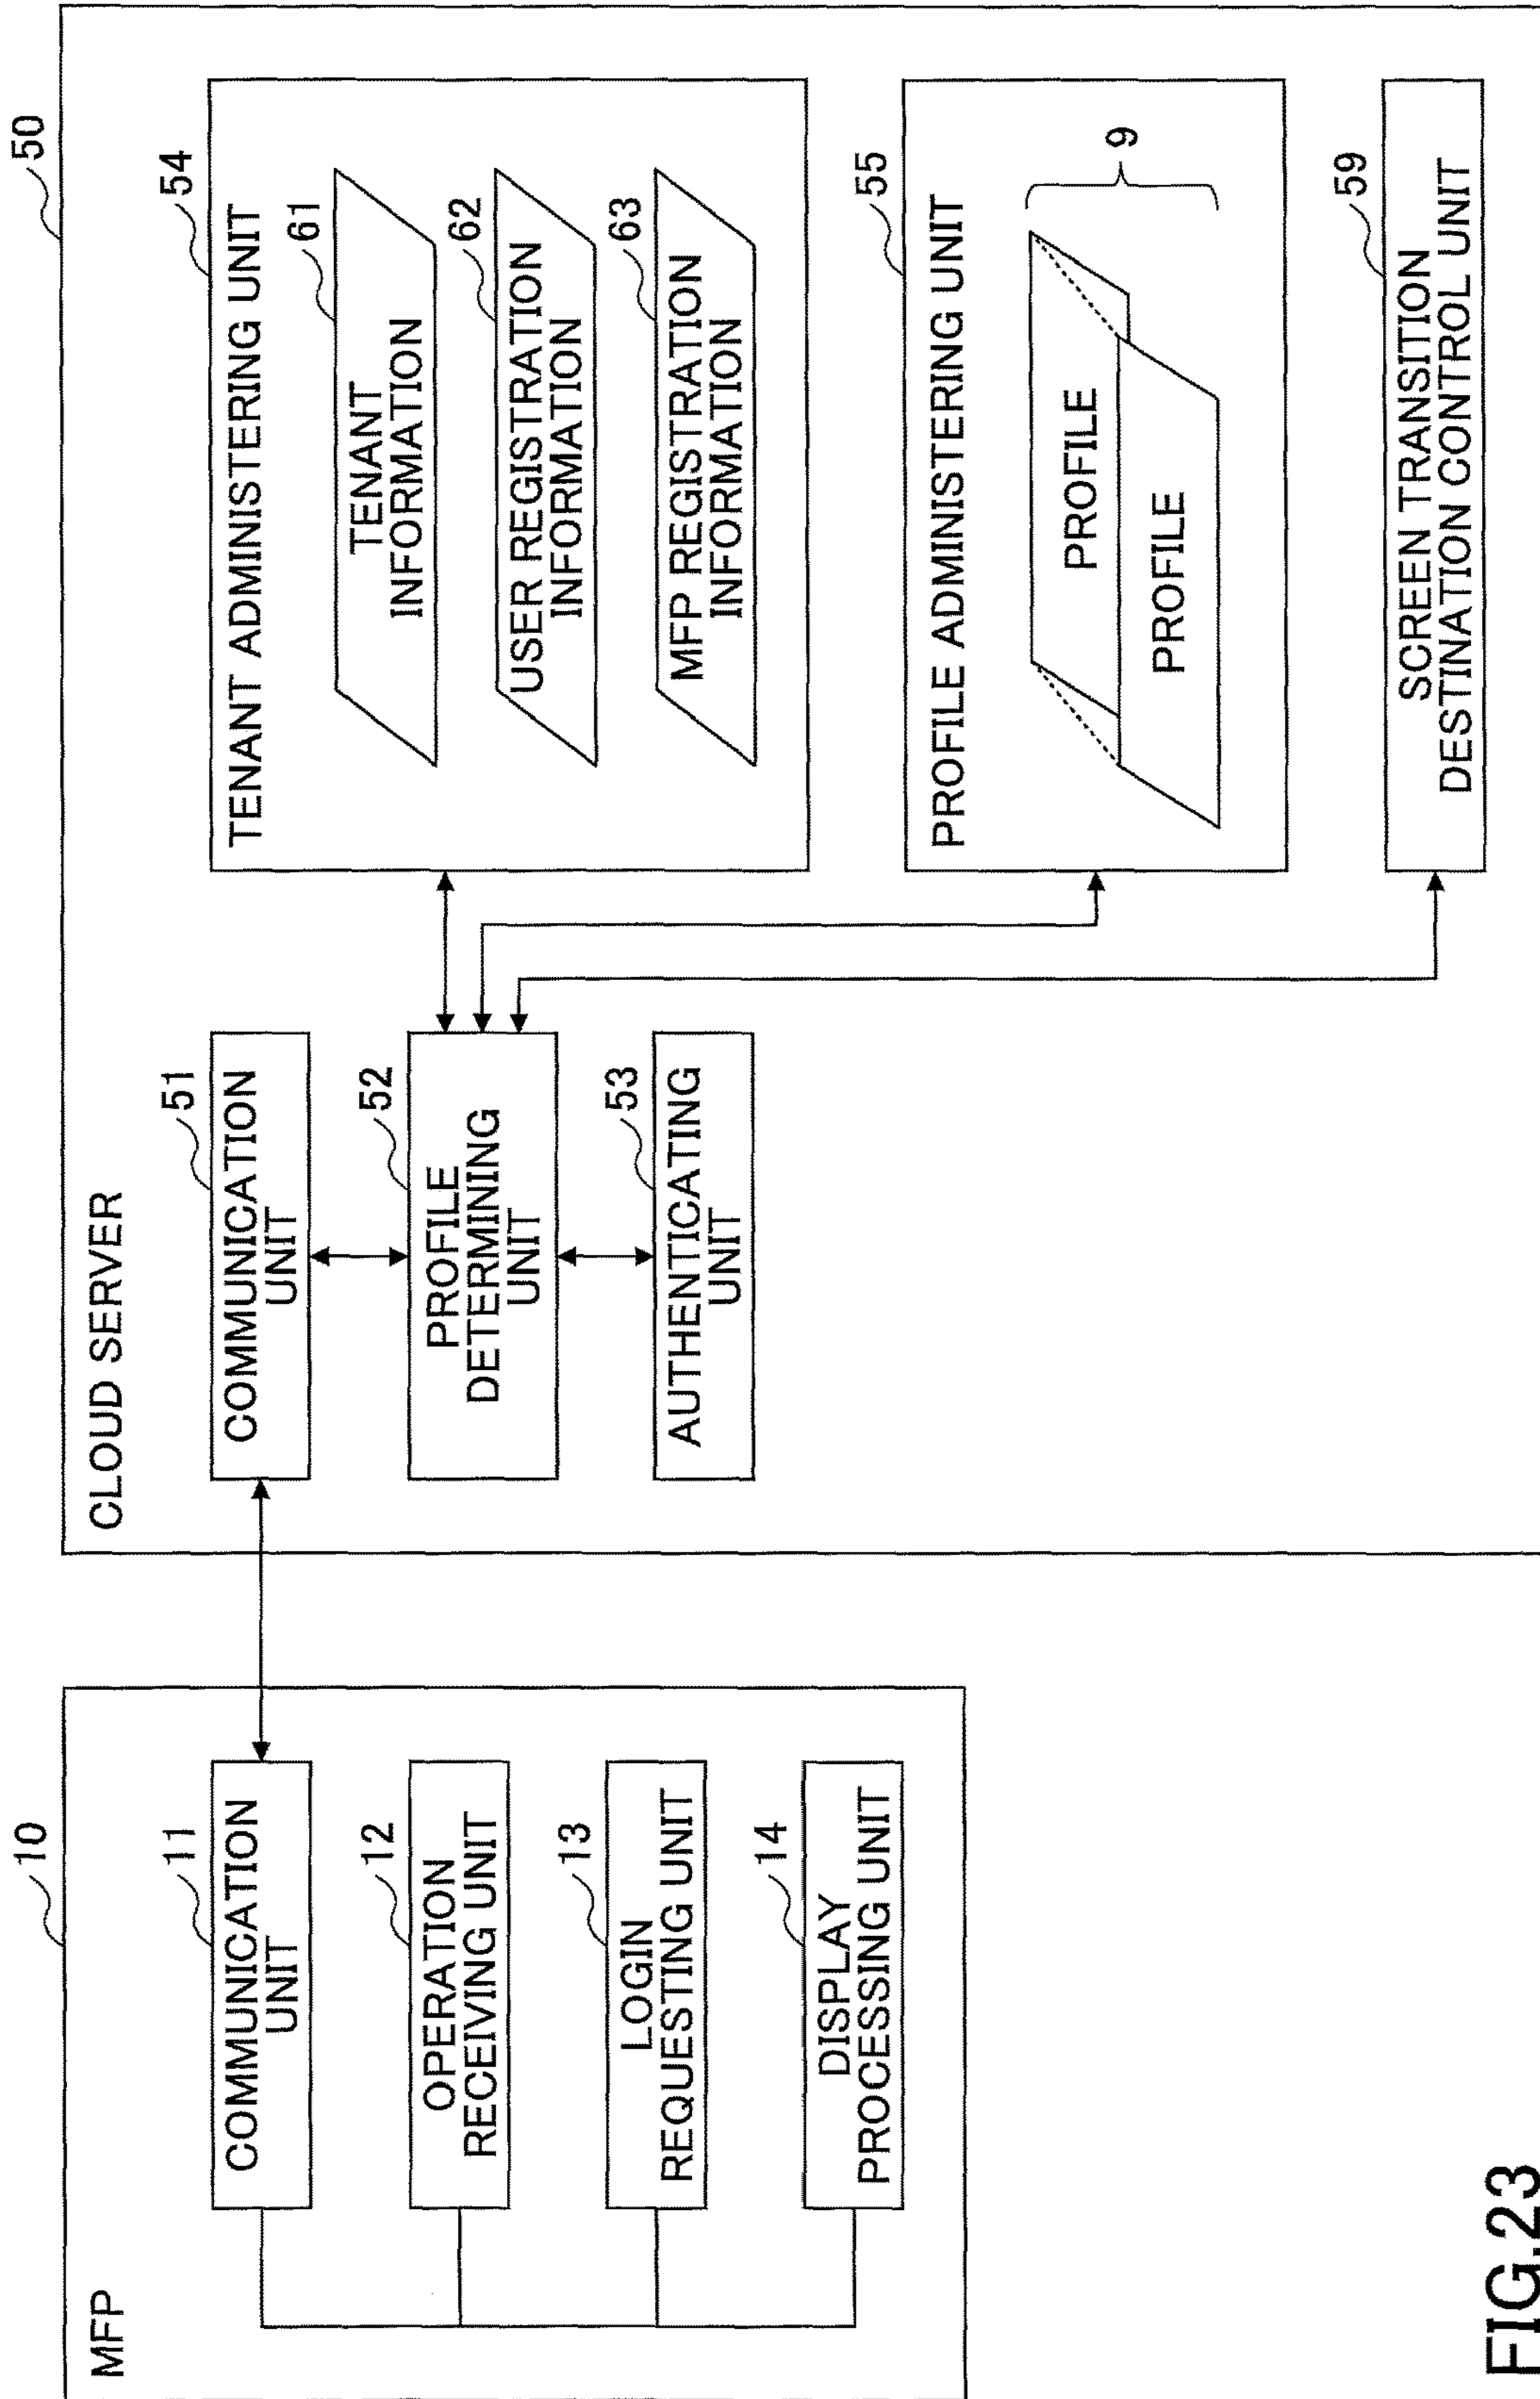 10
MFP
11
COMMUNICATION
UNIT
12
OPERATION
RECEIVING UNIT
13
LOGIN
REQUESTING UNIT
14
DISPLAY
PROCESSING UNIT
50
CLOUD SERVER
51
COMMUNICATION
UNIT
52
PROFILE
DETERMINING
UNIT
53
AUTHENTICATING
UNIT
54
TENANT ADMINISTERING UNIT
61
TENANT
INFORMATION
62
USER REGISTRATION
INFORMATION
63
MFP REGISTRATION
INFORMATION
55
PROFILE ADMINISTERING UNIT
PROFILE
PROFILE
9
59
SCREEN TRANSITION
DESTINATION CONTROL UNIT
FIG.23